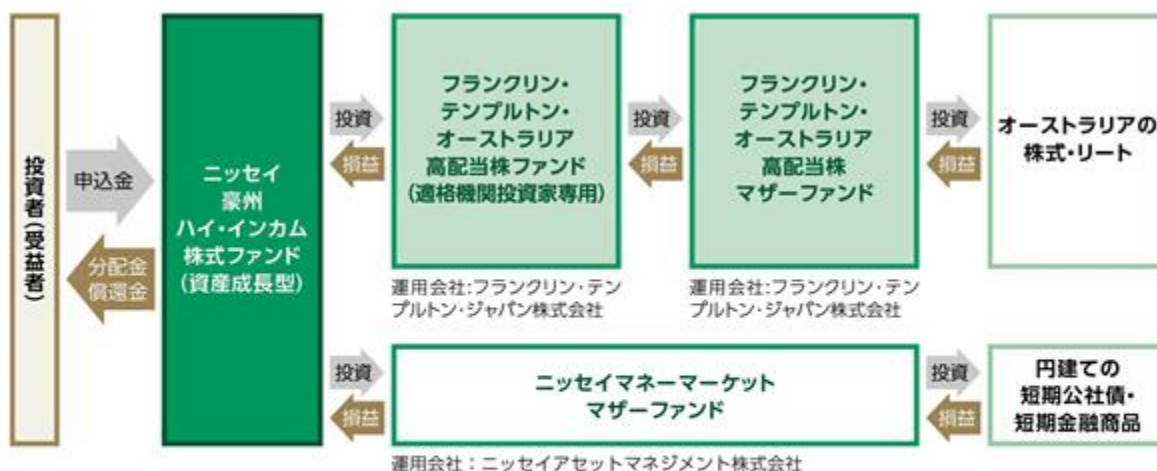 投資者(受益者)
申込金
分配金
償還金
ニッセイ
豪州
ハイ・インカム
株式ファンド
(資産成長型)
投資
損益
フランクリン・
テンプルトン・
オーストラリア
高配当株ファンド
(適格機関投資家専用)
運用会社:フランクリン・テン
プルトン・ジャパン株式会社
投資
損益
フランクリン・
テンプルトン・
オーストラリア
高配当株
マザーファンド
運用会社:フランクリン・テン
プルトン・ジャパン株式会社
投資
損益
オーストラリアの
株式・リート
投資
損益
ニッセイマネーマーケット
マザーファンド
運用会社：ニッセイアセットマネジメント株式会社
投資
損益
円建ての
短期公社債・
短期金融商品